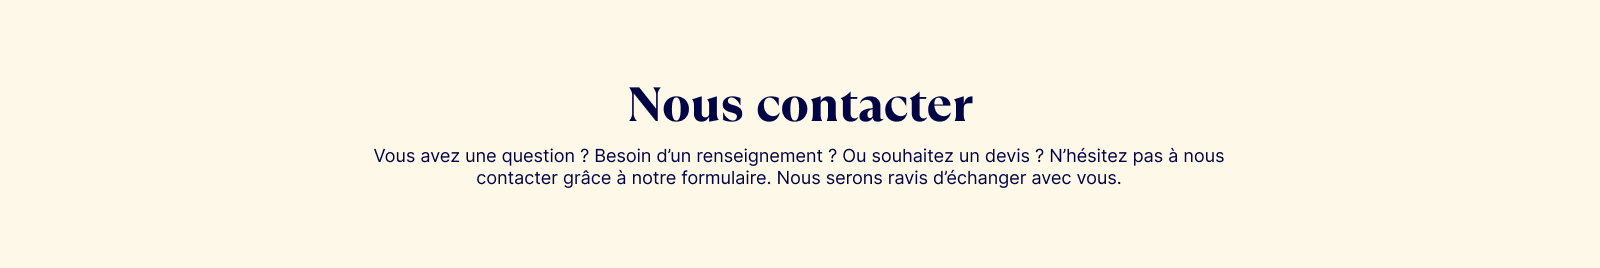 Nous contacter
Vous avez une question ? Besoin d’un renseignement ? Ou souhaitez un devis ? N’hésitez pas à nous
contacter grâce à notre formulaire. Nous serons ravis d’échanger avec vous.